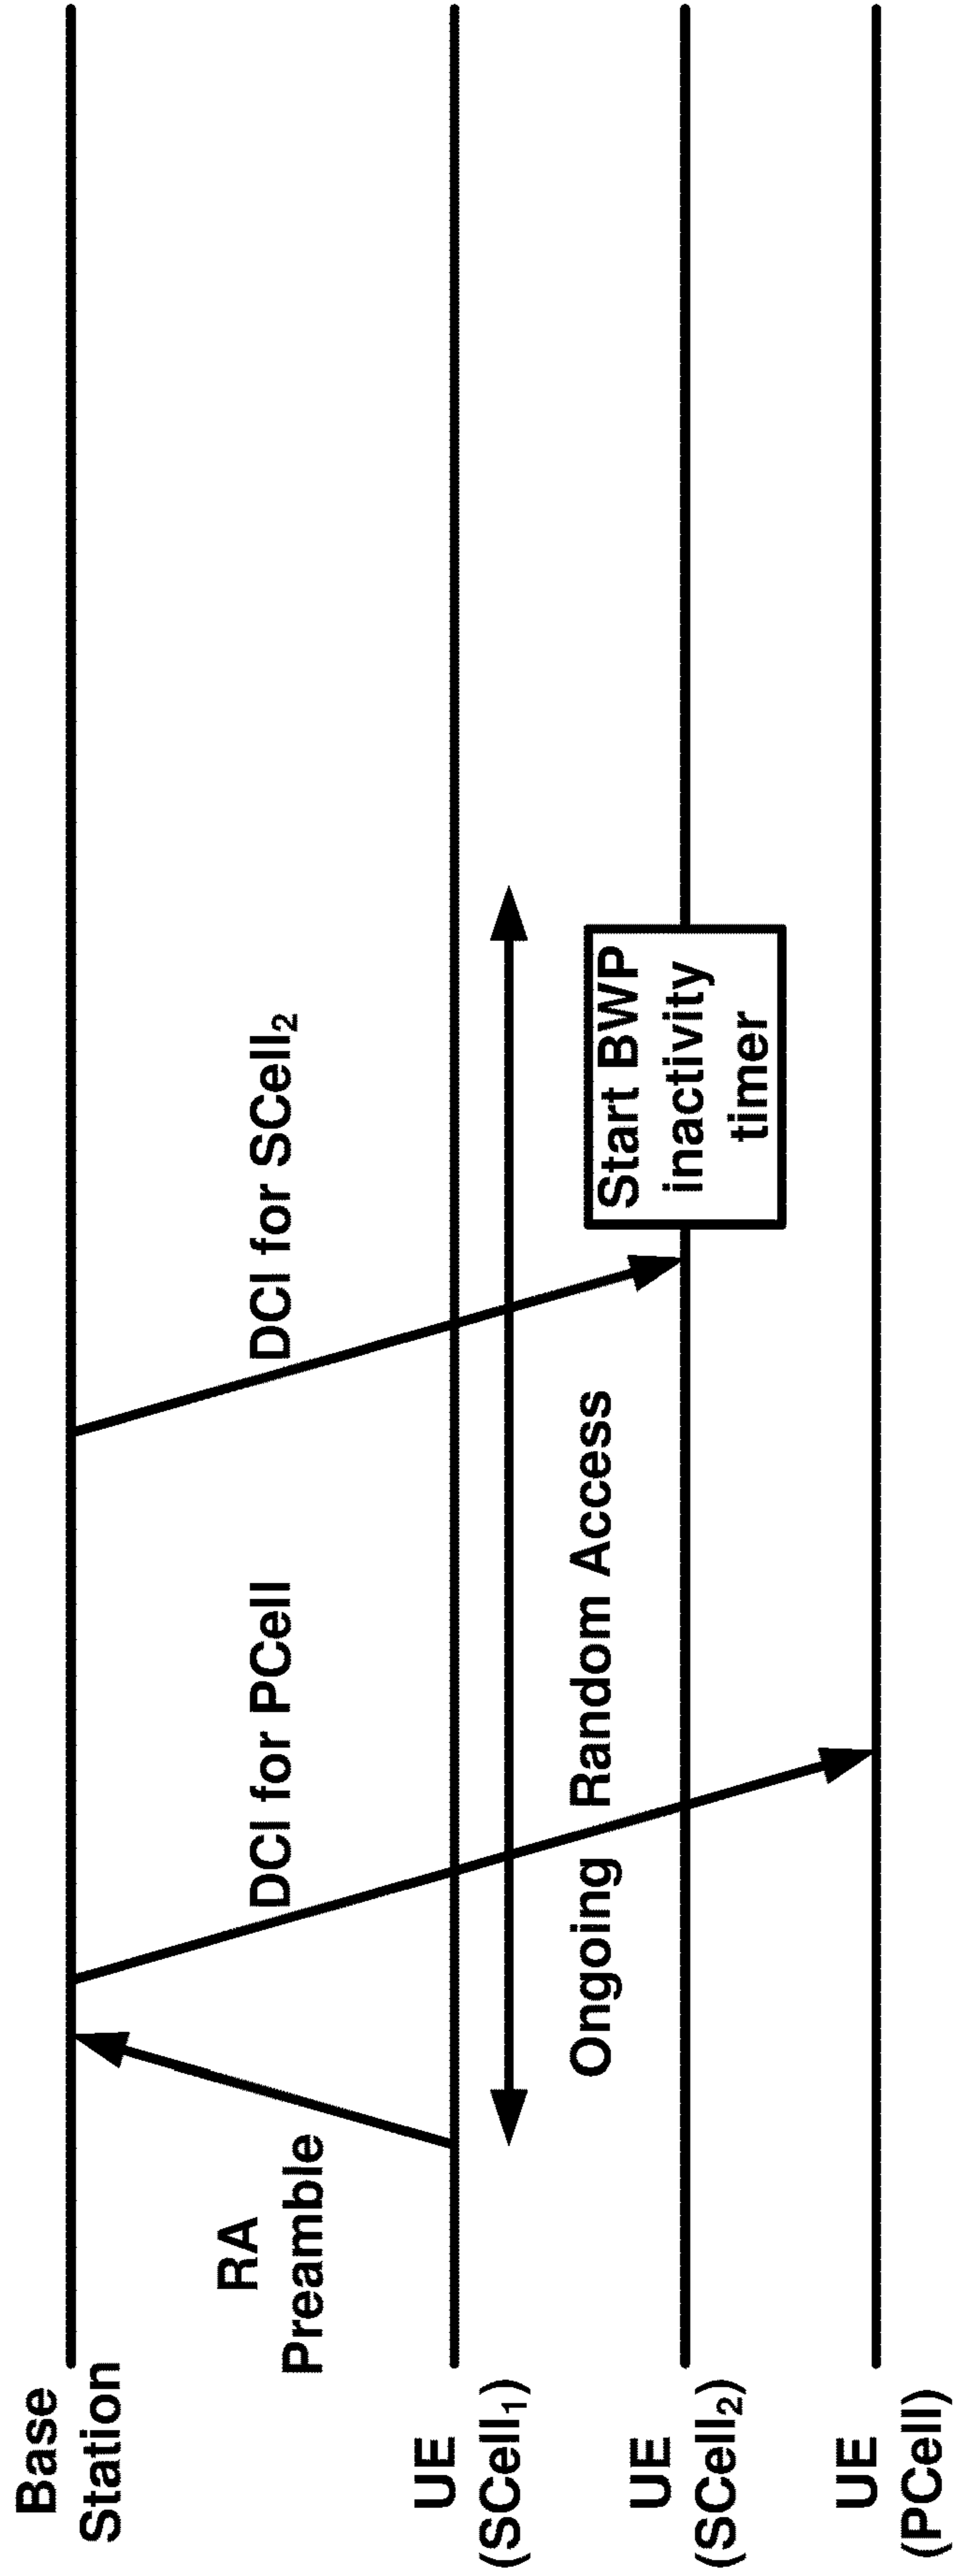 Base
Station
RA
Preamble
DCI for PCell
DCI for SCell₂
UE
(SCell₁)
Ongoing Random Access
UE
(SCell₂)
Start BWP
inactivity
timer
UE
(PCell)